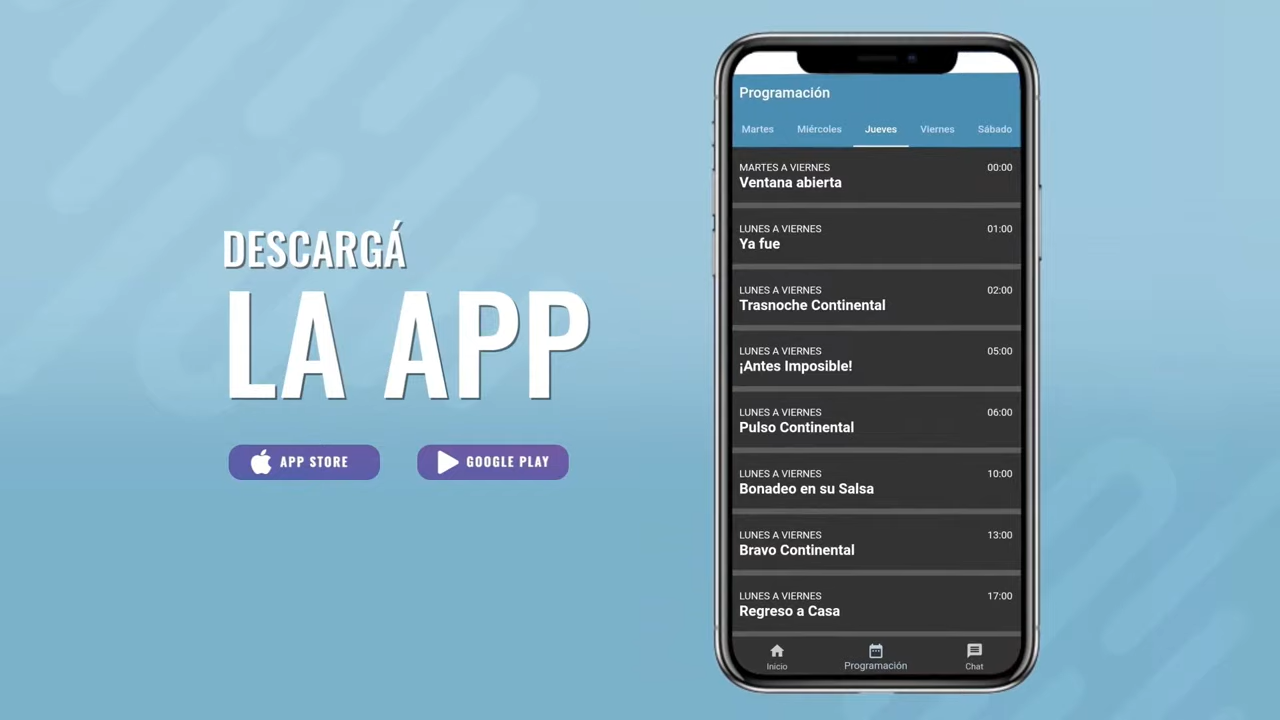 DESCARGÁ
LA APP
APP STORE
GOOGLE PLAY
Programación
Martes Miércoles Jueves Viernes Sábado
MARTES A VIERNES 00:00
Ventana abierta
LUNES A VIERNES 01:00
Ya fue
LUNES A VIERNES 02:00
Trasnoche Continental
LUNES A VIERNES 05:00
¡Antes Imposible!
LUNES A VIERNES 06:00
Pulso Continental
LUNES A VIERNES 10:00
Bonadeo en su Salsa
LUNES A VIERNES 13:00
Bravo Continental
LUNES A VIERNES 17:00
Regreso a Casa
Inicio Programación Chat